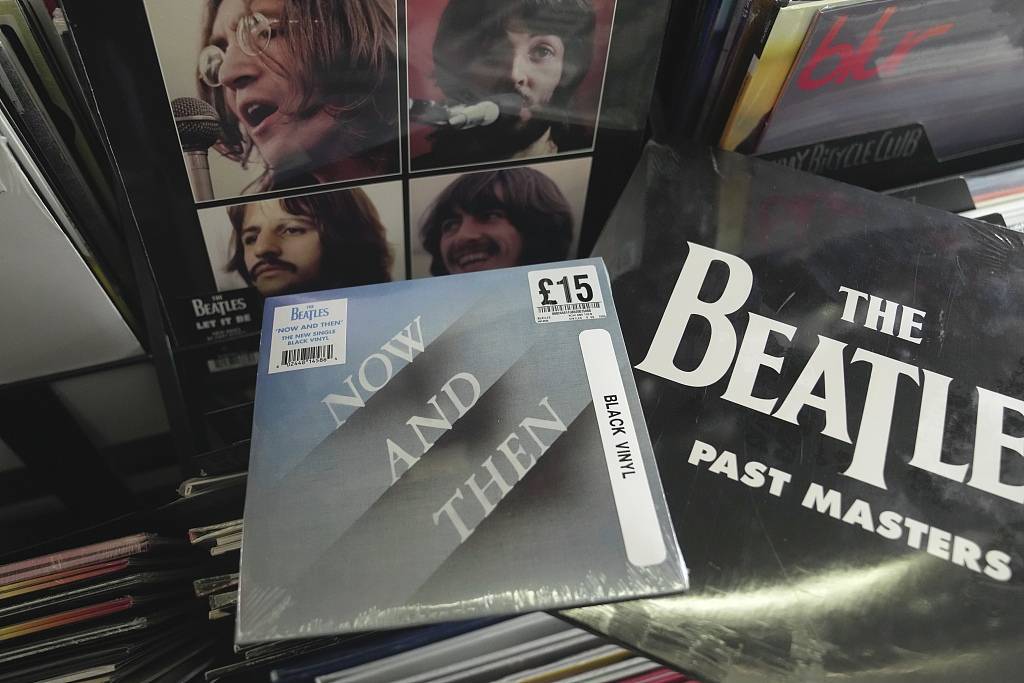 blur
MY BICYCLE CLUB
THE
BEATLES
LET IT BE
£15
THE
BEATLES
'NOW AND THEN'
THE NEW SINGLE
BLACK VINYL
NOW
AND
THEN
BLACK VINYL
THE
BEATLE
PAST MASTERS